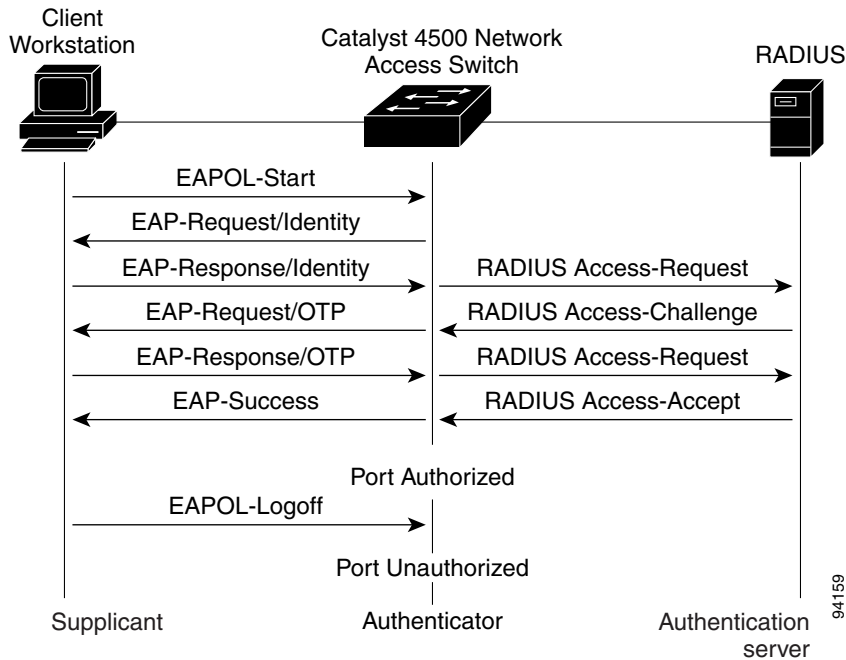 Client
Workstation
Catalyst 4500 Network
Access Switch
RADIUS
EAPOL-Start
EAP-Request/Identity
EAP-Response/Identity
RADIUS Access-Request
EAP-Request/OTP
RADIUS Access-Challenge
EAP-Response/OTP
RADIUS Access-Request
EAP-Success
RADIUS Access-Accept
Port Authorized
EAPOL-Logoff
Port Unauthorized
Supplicant
Authenticator
Authentication
server
94159